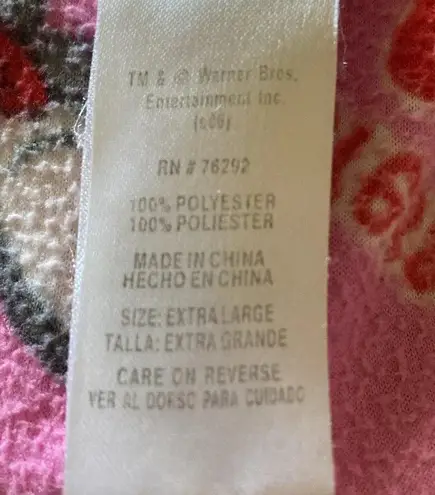 TM & © Warner Bros.
Entertainment Inc.
(s06)
RN # 76292
100% POLYESTER
100% POLIESTER
MADE IN CHINA
HECHO EN CHINA
SIZE: EXTRA LARGE
TALLA: EXTRA GRANDE
CARE ON REVERSE
VER AL DORSO PARA CUIDADO